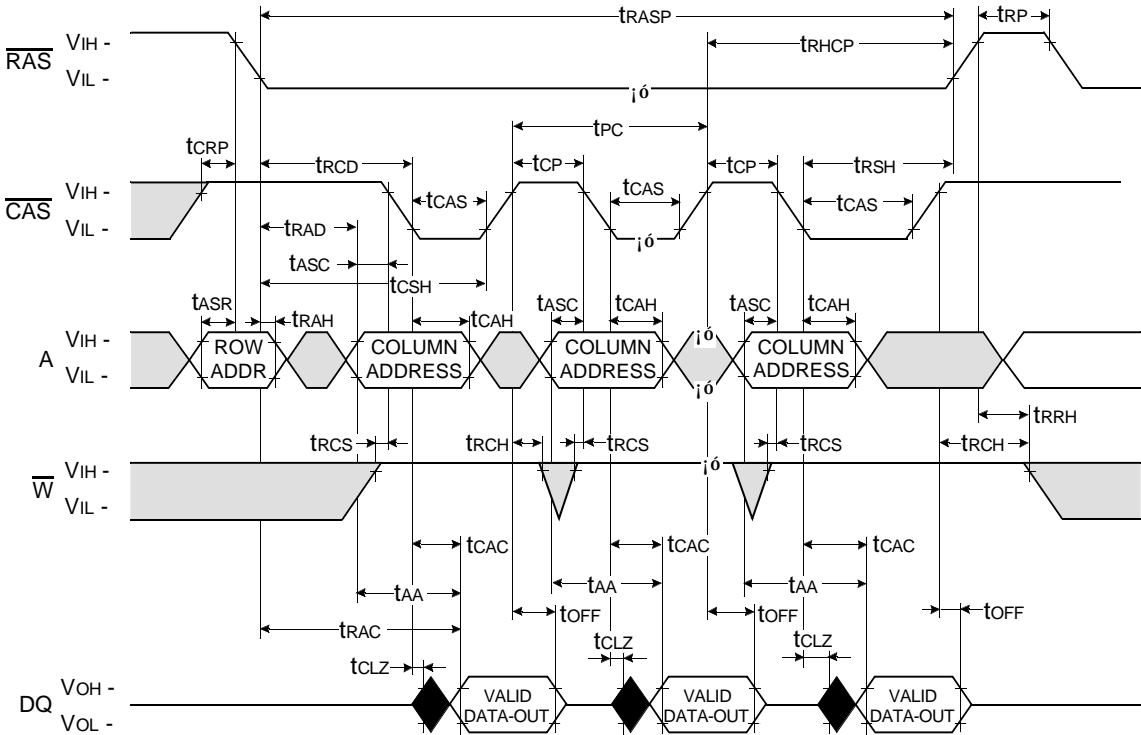 tRASP
tRP
RAS
VIH -
VIL -
tRHCP
¡ó
tCRP
tRCD
tPC
tCP
tCP
tRSH
CAS
VIH -
VIL -
tCAS
tCAS
tCAS
¡ó
tRAD
tASC
tCSH
tASR
tRAH
tCAH
tASC
tCAH
tASC
tCAH
A
VIH -
VIL -
ROW
ADDR
COLUMN
ADDRESS
COLUMN
ADDRESS
¡ó
¡ó
COLUMN
ADDRESS
tRRH
tRCS
tRCH
tRCS
tRCS
tRCH
W
VIH -
VIL -
¡ó
tCAC
tCAC
tCAC
tAA
tAA
tAA
tOFF
tOFF
tOFF
tRAC
tCLZ
tCLZ
tCLZ
DQ
VOH -
VOL -
VALID
DATA-OUT
VALID
DATA-OUT
VALID
DATA-OUT